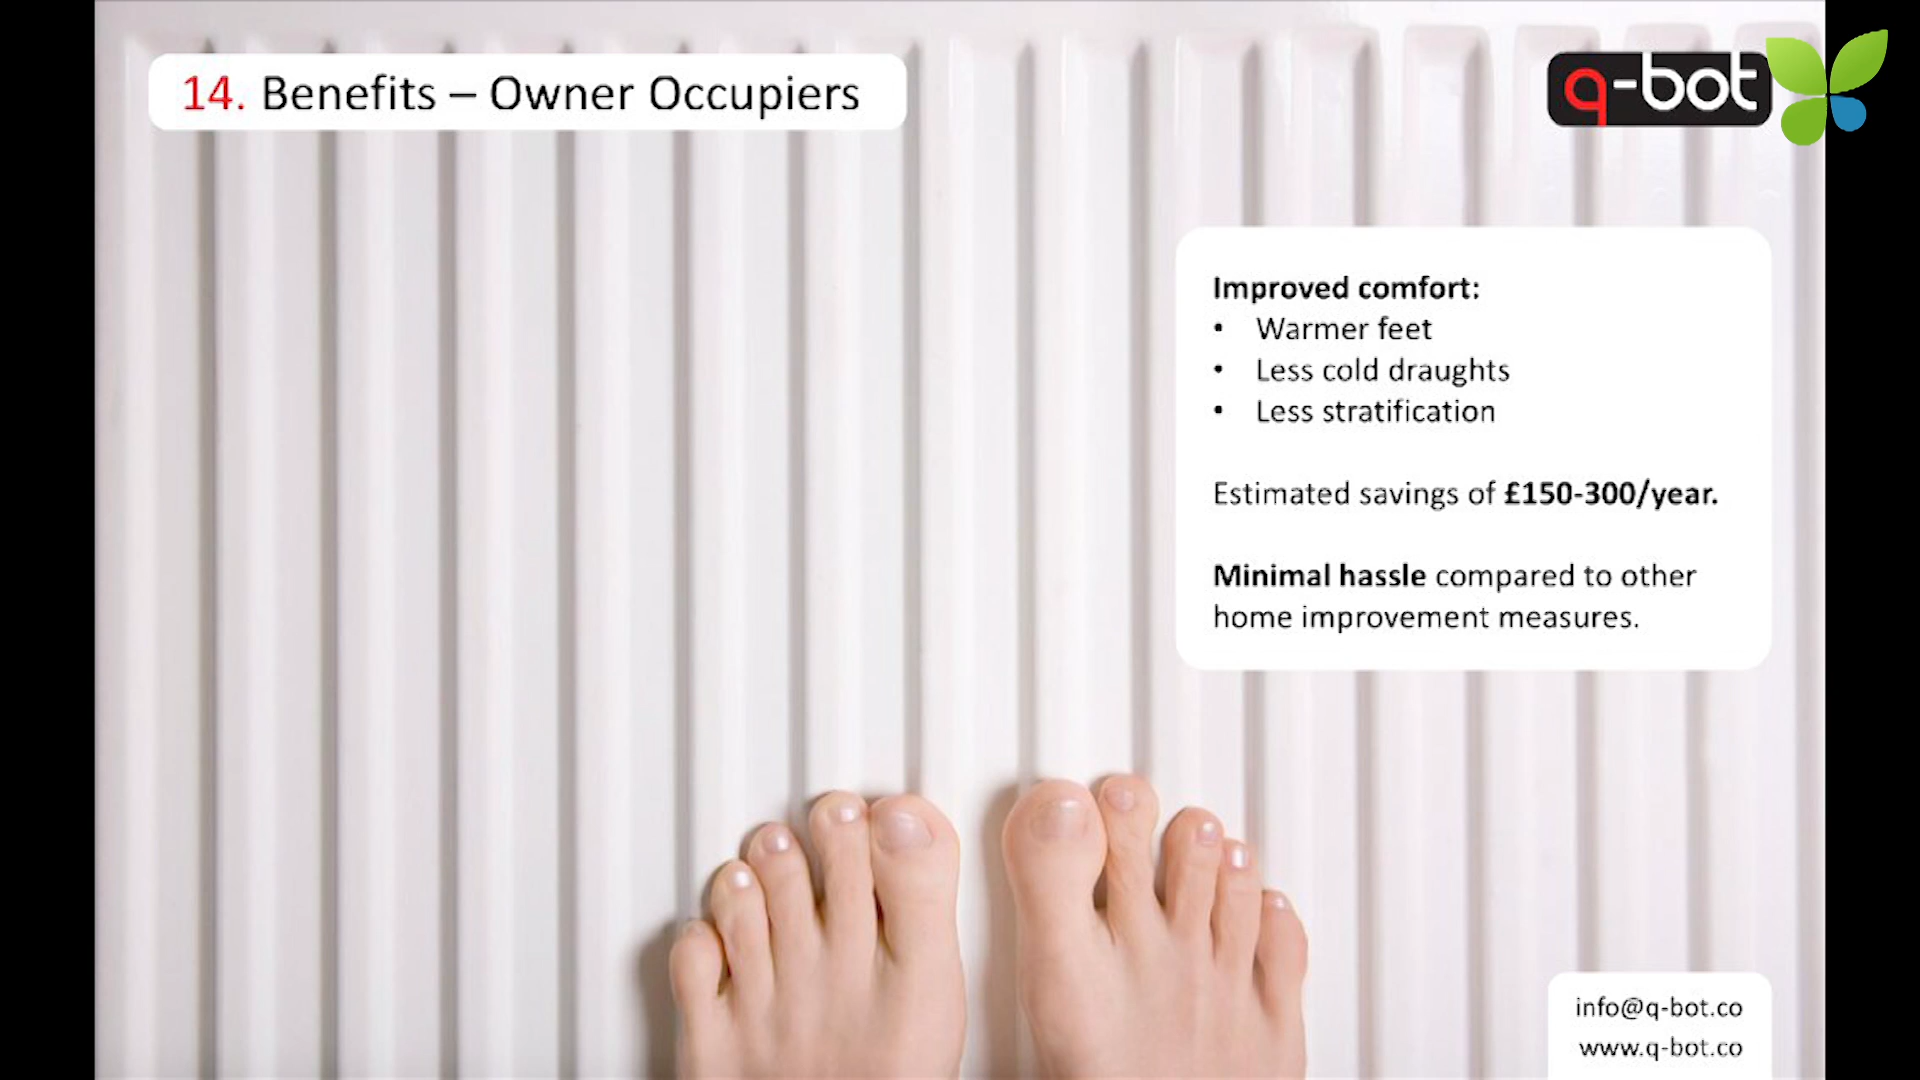 14. Benefits – Owner Occupiers
q-bot
Improved comfort:
• Warmer feet
• Less cold draughts
• Less stratification
Estimated savings of £150-300/year.
Minimal hassle compared to other
home improvement measures.
info@q-bot.co
www.q-bot.co